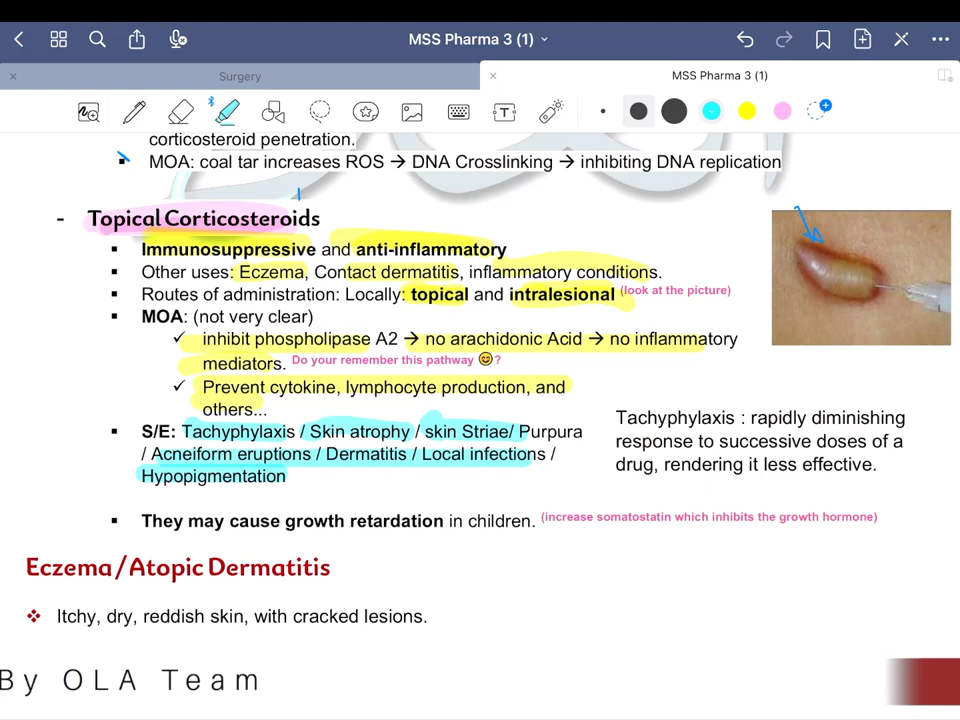 MSS Pharma 3 (1)
Surgery
MSS Pharma 3 (1)
corticosteroid penetration.
▪ MOA: coal tar increases ROS → DNA Crosslinking → inhibiting DNA replication
- Topical Corticosteroids
▪ Immunosuppressive and anti-inflammatory
▪ Other uses: Eczema, Contact dermatitis, inflammatory conditions.
▪ Routes of administration: Locally: topical and intralesional (look at the picture)
▪ MOA: (not very clear)
✓ inhibit phospholipase A2 → no arachidonic Acid → no inflammatory
mediators. Do your remember this pathway 😄?
✓ Prevent cytokine, lymphocyte production, and
others...
▪ S/E: Tachyphylaxis / Skin atrophy / skin Striae/ Purpura
/ Acneiform eruptions / Dermatitis / Local infections /
Hypopigmentation
Tachyphylaxis : rapidly diminishing
response to successive doses of a
drug, rendering it less effective.
▪ They may cause growth retardation in children. (increase somatostatin which inhibits the growth hormone)
Eczema/Atopic Dermatitis
❖ Itchy, dry, reddish skin, with cracked lesions.
By OLA Team